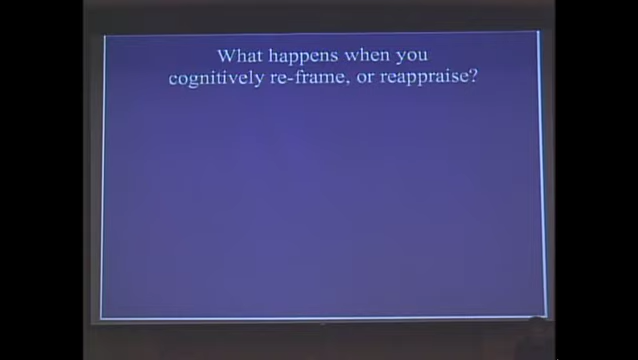 What happens when you
cognitively re-frame, or reappraise?